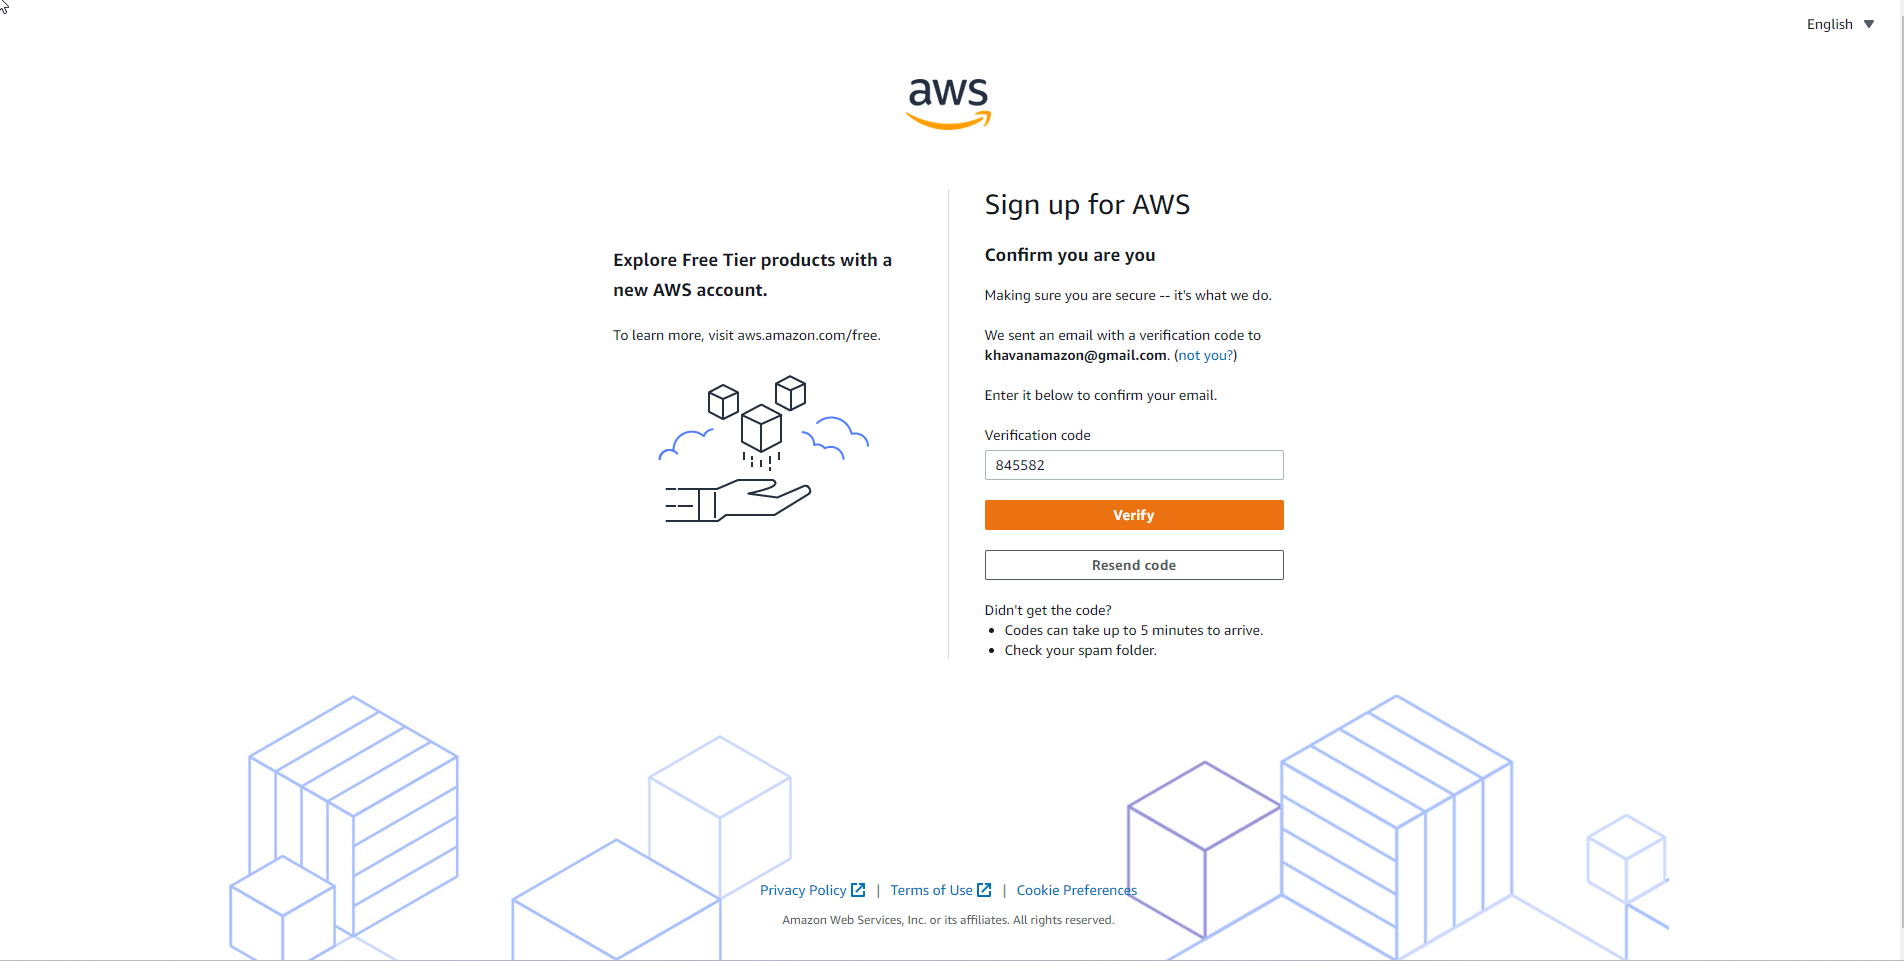 English
aws
Explore Free Tier products with a
new AWS account.
To learn more, visit aws.amazon.com/free.
Sign up for AWS
Confirm you are you
Making sure you are secure -- it's what we do.
We sent an email with a verification code to
khavanamazon@gmail.com. (not you?)
Enter it below to confirm your email.
Verification code
845582
Verify
Resend code
Didn't get the code?
• Codes can take up to 5 minutes to arrive.
• Check your spam folder.
Privacy Policy | Terms of Use | Cookie Preferences
Amazon Web Services, Inc. or its affiliates. All rights reserved.